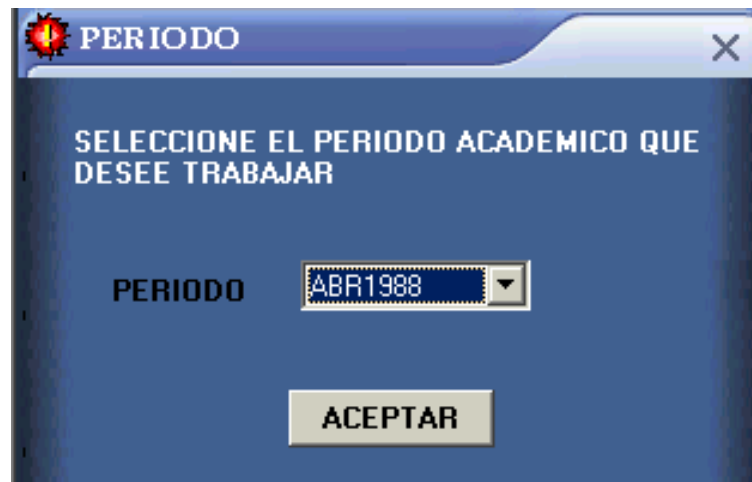 PERIODO
SELECCIONE EL PERIODO ACADEMICO QUE
DESEE TRABAJAR
PERIODO ABR1988
ACEPTAR